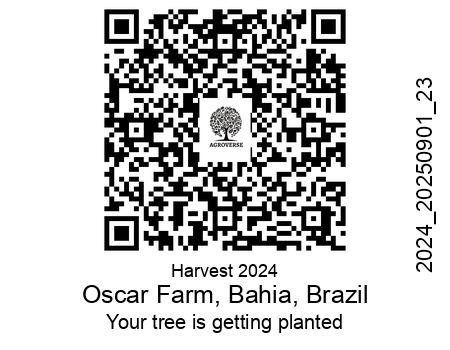 AGROVERSE
Harvest 2024
Oscar Farm, Bahia, Brazil
Your tree is getting planted
2024_20250901_23